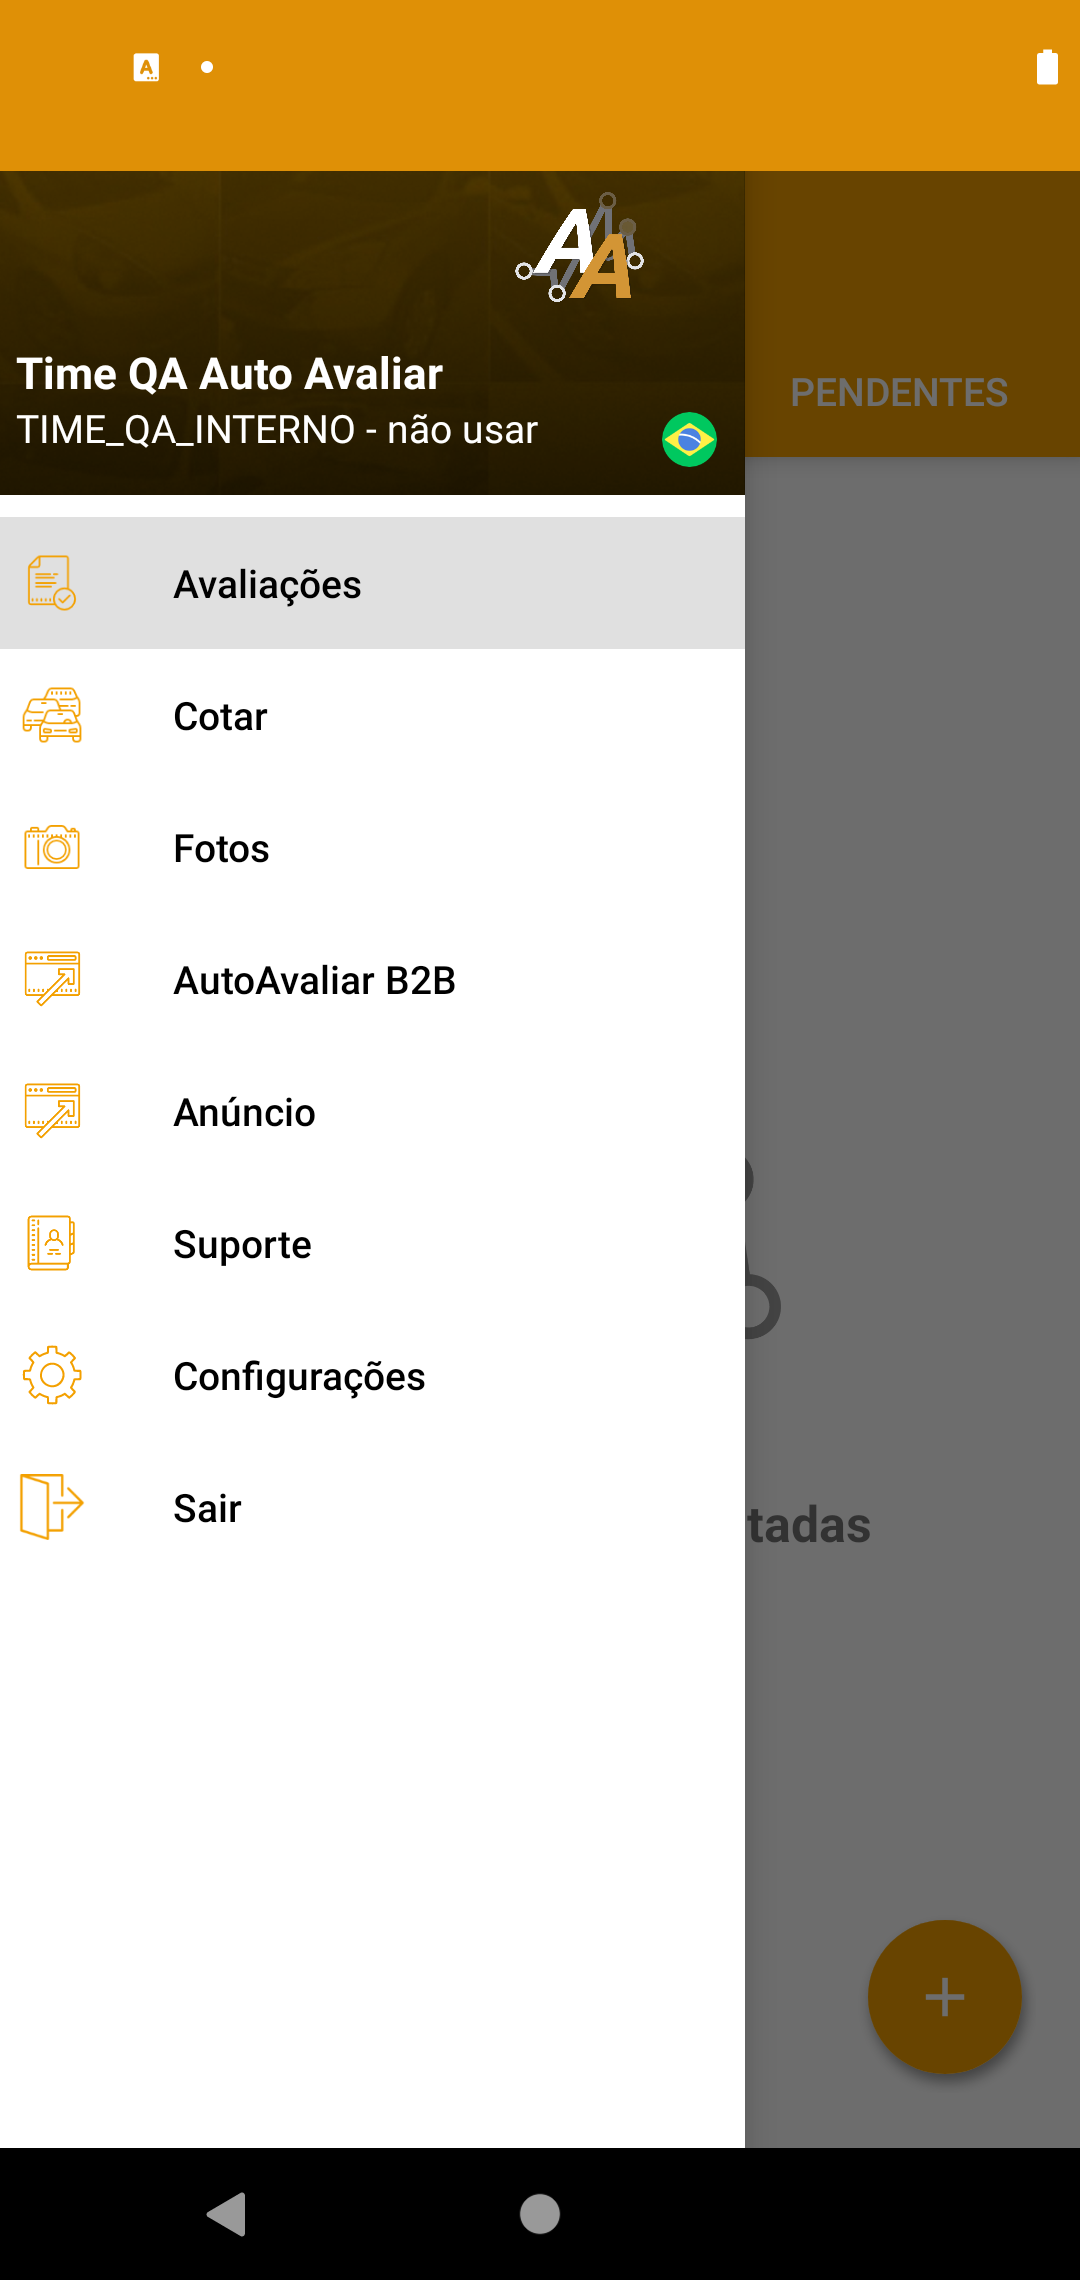 Time QA Auto Avaliar
TIME_QA_INTERNO - não usar
PENDENTES
Avaliações
Cotar
Fotos
AutoAvaliar B2B
Anúncio
Suporte
Configurações
tadas
Sair